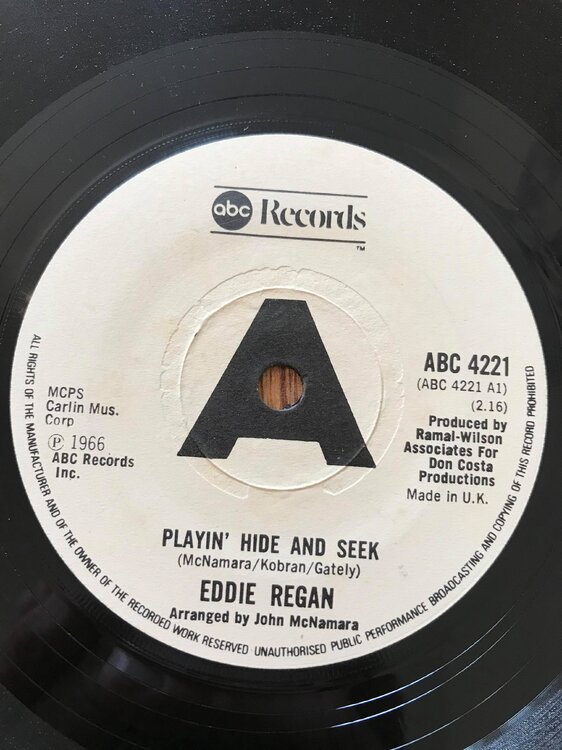 abc Records
TM
A
ABC 4221
(ABC 4221 A1)
(2.16)
Produced by
Ramal-Wilson
Associates For
Don Costa
Productions
Made in U.K.
MCPS
Carlin Mus.
Corp
Ⓟ 1966
ABC Records
Inc.
PLAYIN' HIDE AND SEEK
(McNamara/Kobran/Gately)
EDDIE REGAN
Arranged by John McNamara
ALL RIGHTS OF THE MANUFACTURER AND OF THE OWNER OF THE RECORDED WORK RESERVED UNAUTHORISED PUBLIC PERFORMANCE BROADCASTING AND COPYING OF THIS RECORD PROHIBITED